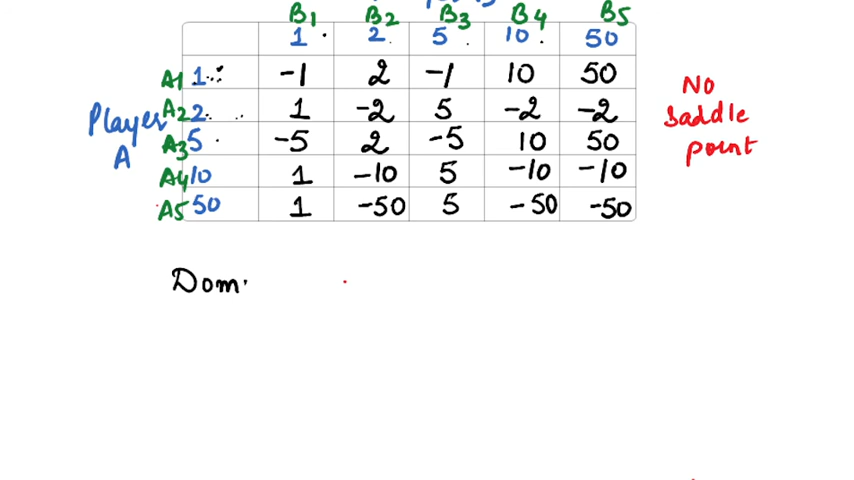 B1 B2 B3 B4 B5
1 2 5 10 50
A1 1 -1 2 -1 10 50
A2 2 1 -2 5 -2 -2
A3 5 -5 2 -5 10 50
A4 10 1 -10 5 -10 -10
A5 50 1 -50 5 -50 -50
Player
A
No
Saddle
point
Dom.